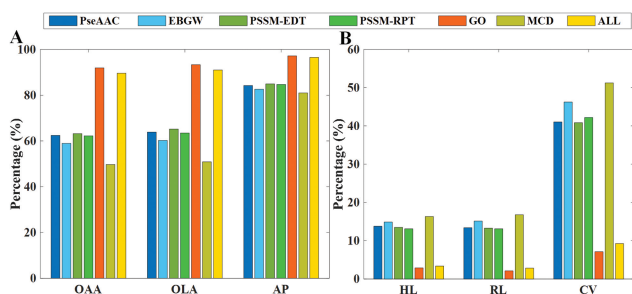 PseAAC EBGW PSSM-EDT PSSM-RPT GO MCD ALL
A B
100
80
60
40
20
0
Percentage (%)
OAA OLA AP
60
50
40
30
20
10
0
Percentage (%)
HL RL CV